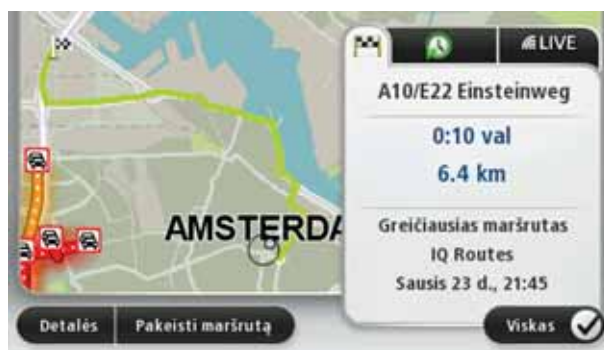 LIVE
A10/E22 Einsteinweg
0:10 val
6.4 km
AMSTERDA
Greičiausias maršrutas
IQ Routes
Sausis 23 d., 21:45
Detalės
Pakeisti maršrutą
Viskas